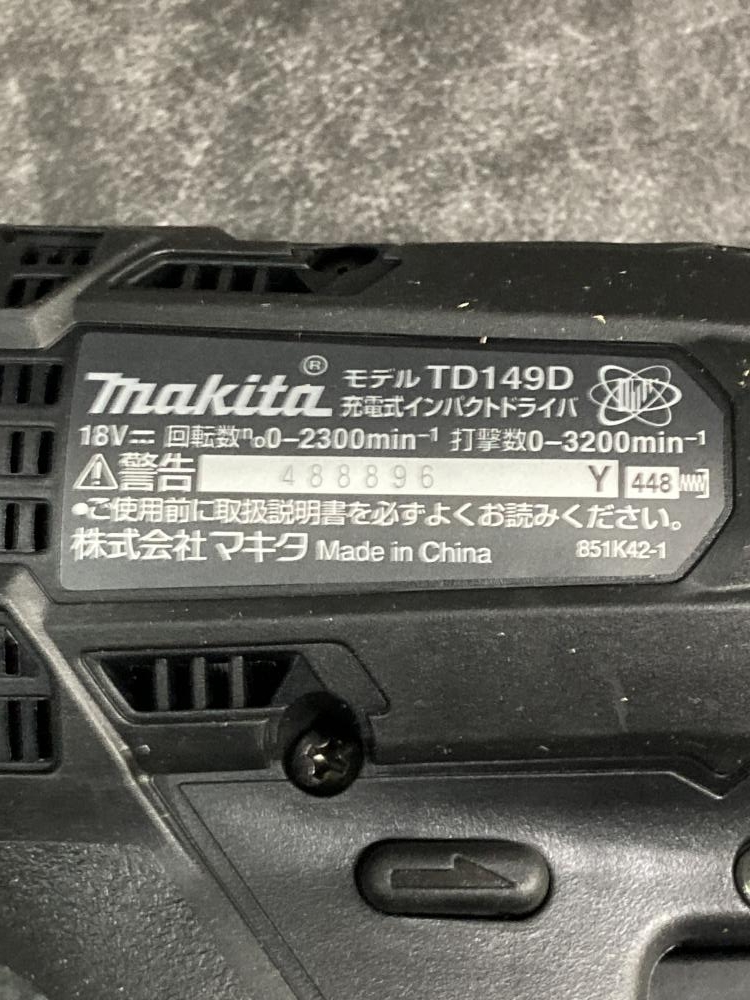 makita® モデル TD149D
充電式インパクトドライバ
18V⎓ 回転数n₀0-2300min⁻¹ 打撃数0-3200min⁻¹
⚠警告 488896 Y 448
•ご使用前に取扱説明書を必ずよくお読みください。
株式会社マキタ Made in China 851K42-1